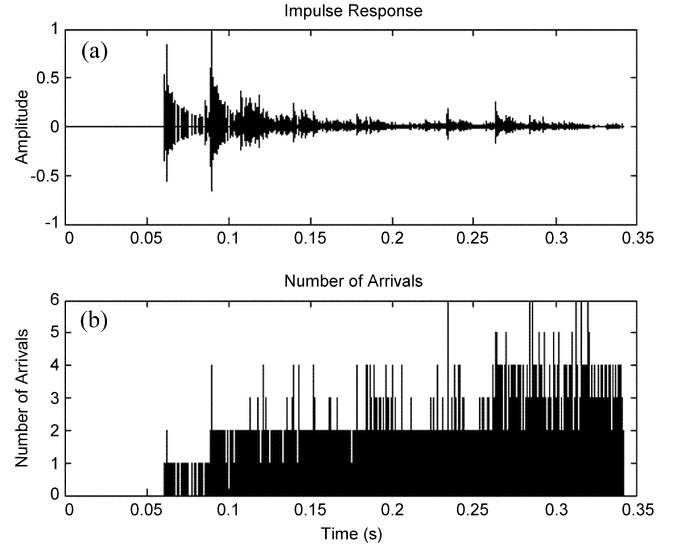 Impulse Response
(a)
Amplitude
1
0.5
0
-0.5
-1
0 0.05 0.1 0.15 0.2 0.25 0.3 0.35
Number of Arrivals
(b)
Number of Arrivals
6
5
4
3
2
1
0
0 0.05 0.1 0.15 0.2 0.25 0.3 0.35
Time (s)